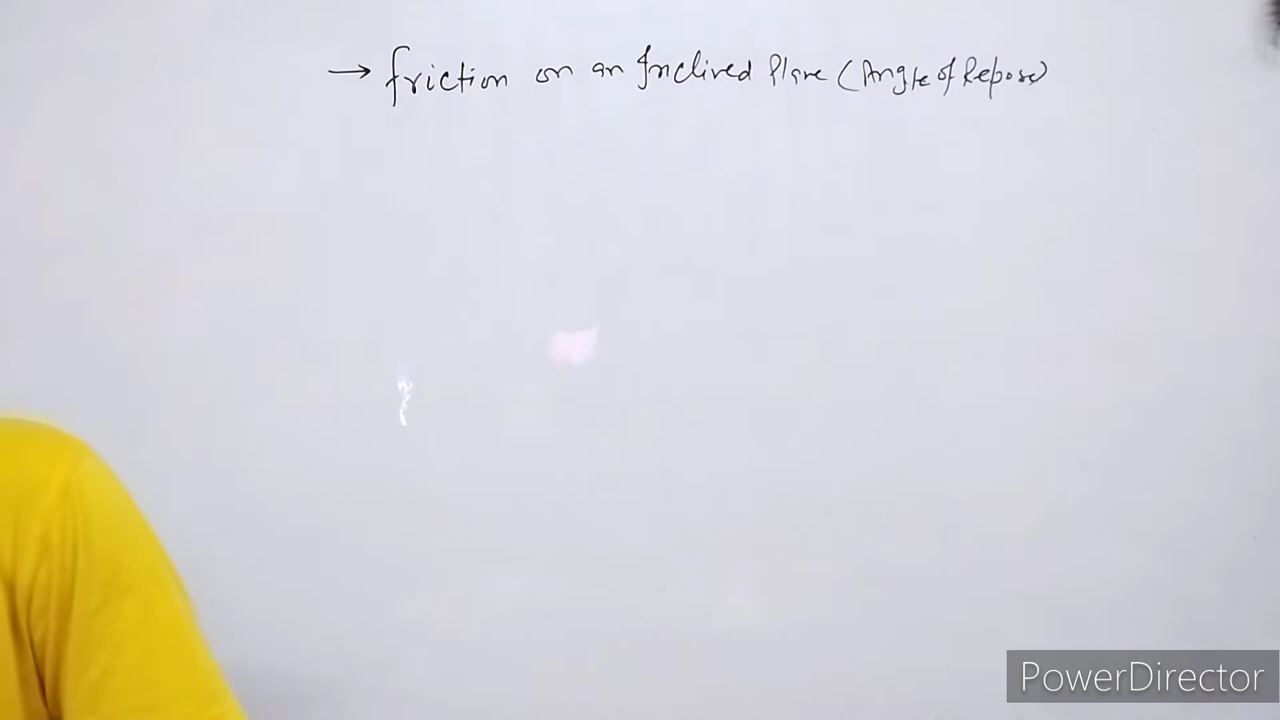 → friction on an Inclined Plane (Angle of Repose)
PowerDirector